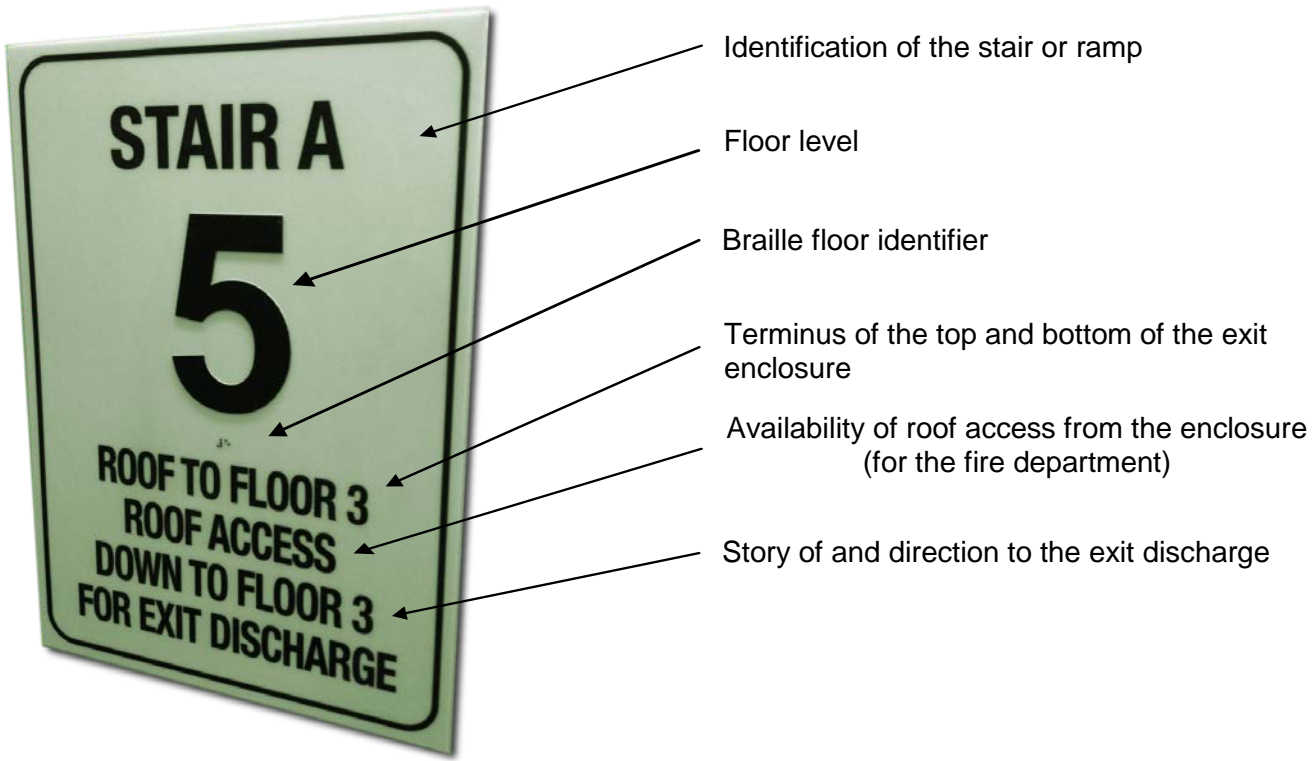 STAIR A
5
ROOF TO FLOOR 3
ROOF ACCESS
DOWN TO FLOOR 3
FOR EXIT DISCHARGE
Identification of the stair or ramp
Floor level
Braille floor identifier
Terminus of the top and bottom of the exit
enclosure
Availability of roof access from the enclosure
(for the fire department)
Story of and direction to the exit discharge